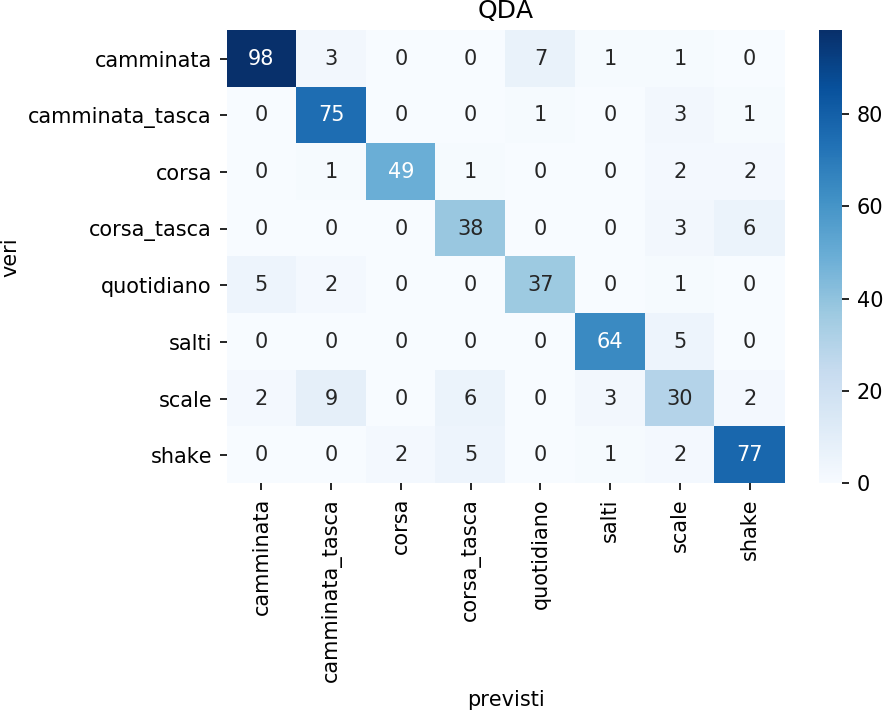 QDA
camminata 98 3 0 0 7 1 1 0
camminata_tasca 0 75 0 0 1 0 3 1
corsa 0 1 49 1 0 0 2 2
corsa_tasca 0 0 0 38 0 0 3 6
quotidiano 5 2 0 0 37 0 1 0
salti 0 0 0 0 0 64 5 0
scale 2 9 0 6 0 3 30 2
shake 0 0 2 5 0 1 2 77
veri
camminata camminata_tasca corsa corsa_tasca quotidiano salti scale shake
previsti
80
60
40
20
0